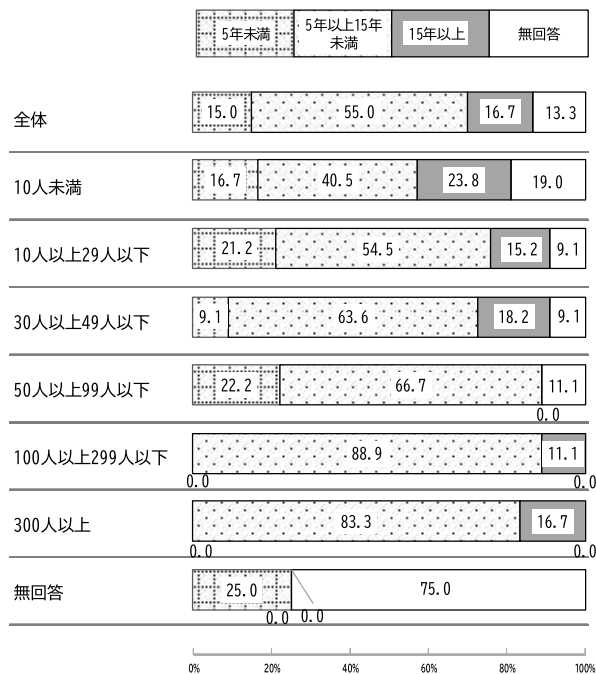 5年未満
5年以上15年
未満
15年以上
無回答
全体
15.0
55.0
16.7
13.3
10人未満
16.7
40.5
23.8
19.0
10人以上29人以下
21.2
54.5
15.2
9.1
30人以上49人以下
9.1
63.6
18.2
9.1
50人以上99人以下
22.2
66.7
11.1
0.0
100人以上299人以下
88.9
11.1
0.0
0.0
300人以上
83.3
16.7
0.0
0.0
無回答
25.0
75.0
0.0
0.0
0%
20%
40%
60%
80%
100%